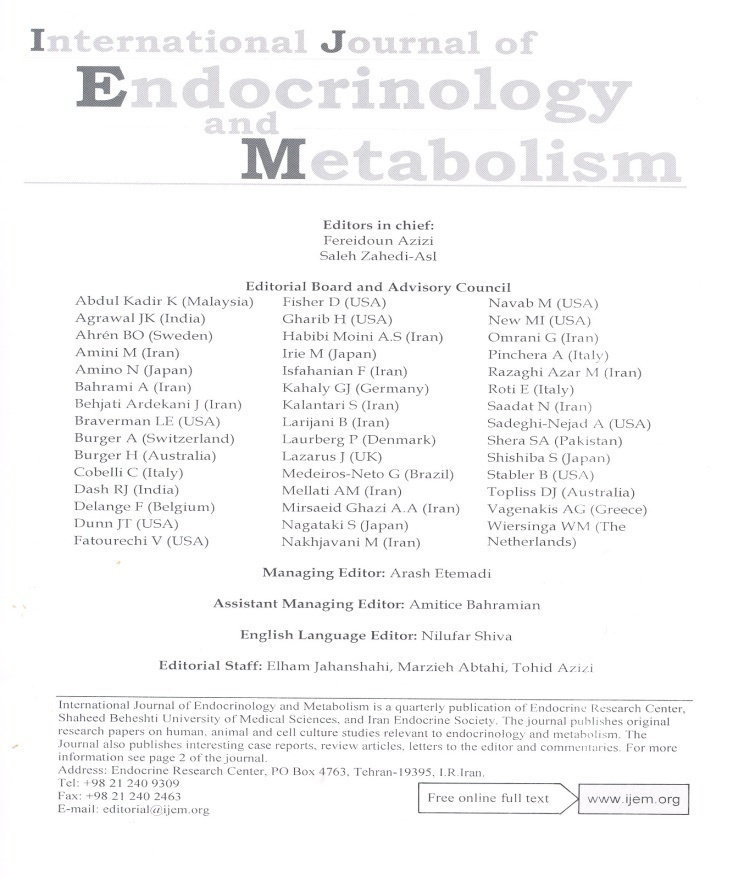 International Journal of
Endocrinology
and
Metabolism
Editors in chief:
Fereidoun Azizi
Saleh Zahedi-Asl
Editorial Board and Advisory Council
Abdul Kadir K (Malaysia)
Agrawal JK (India)
Ahrén BO (Sweden)
Amini M (Iran)
Amino N (Japan)
Bahrami A (Iran)
Behjati Ardekani J (Iran)
Braverman LE (USA)
Burger A (Switzerland)
Burger H (Australia)
Cobelli C (Italy)
Dash RJ (India)
Delange F (Belgium)
Dunn JT (USA)
Fatourechi V (USA)
Fisher D (USA)
Gharib H (USA)
Habibi Moini A.S (Iran)
Irie M (Japan)
Isfahanian F (Iran)
Kahaly GJ (Germany)
Kalantari S (Iran)
Larijani B (Iran)
Laurberg P (Denmark)
Lazarus J (UK)
Medeiros-Neto G (Brazil)
Mellati AM (Iran)
Mirsaeid Ghazi A.A (Iran)
Nagataki S (Japan)
Nakhjavani M (Iran)
Navab M (USA)
New MI (USA)
Omrani G (Iran)
Pinchera A (Italy)
Razaghi Azar M (Iran)
Roti E (Italy)
Saadat N (Iran)
Sadeghi-Nejad A (USA)
Shera SA (Pakistan)
Shishiba S (Japan)
Stabler B (USA)
Topliss DJ (Australia)
Vagenakis AG (Greece)
Wiersinga WM (The
Netherlands)
Managing Editor: Arash Etemadi
Assistant Managing Editor: Amitice Bahramian
English Language Editor: Nilufar Shiva
Editorial Staff: Elham Jahanshahi, Marzieh Abtahi, Tohid Azizi
International Journal of Endocrinology and Metabolism is a quarterly publication of Endocrine Research Center,
Shaheed Beheshti University of Medical Sciences, and Iran Endocrine Society. The journal publishes original
research papers on human, animal and cell culture studies relevant to endocrinology and metabolism. The
Journal also publishes interesting case reports, review articles, letters to the editor and commentaries. For more
information see page 2 of the journal.
Address: Endocrine Research Center, PO Box 4763, Tehran-19395, I.R.Iran.
Tel: +98 21 240 9309
Fax: +98 21 240 2463
E-mail: editorial@ijem.org
Free online full text
www.ijem.org